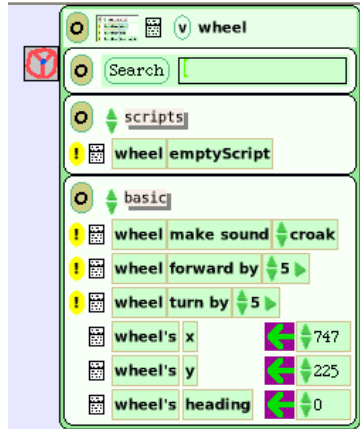 O v wheel
O Search
O scripts
! wheel emptyScript
O basic
! wheel make sound croak
! wheel forward by 5
! wheel turn by 5
wheel's x 747
wheel's y 225
wheel's heading 0